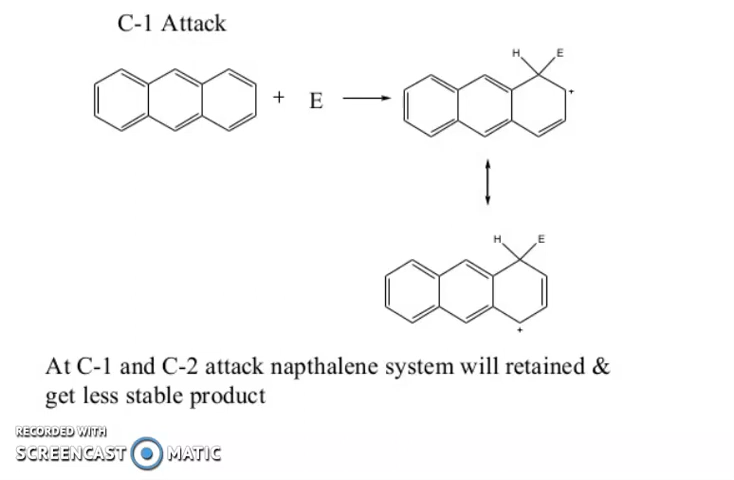 C-1 Attack
H E
+ E
+
H E
+
At C-1 and C-2 attack napthalene system will retained &
get less stable product
RECORDED WITH
SCREENCAST MATIC